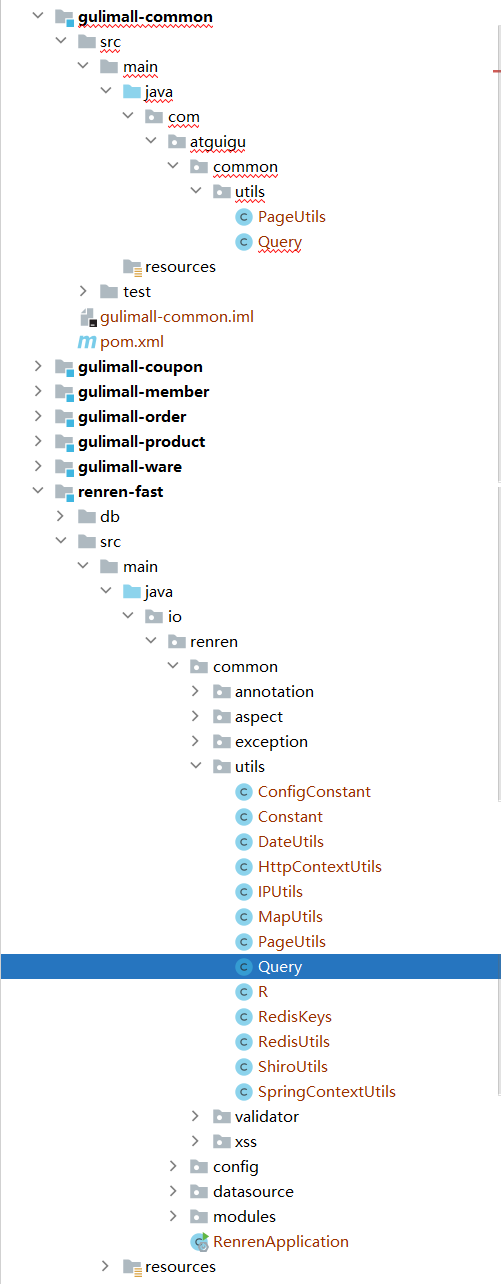 gulimall-common
src
main
java
com
atguigu
common
utils
PageUtils
Query
resources
test
gulimall-common.iml
pom.xml
gulimall-coupon
gulimall-member
gulimall-order
gulimall-product
gulimall-ware
renren-fast
db
src
main
java
io
renren
common
annotation
aspect
exception
utils
ConfigConstant
Constant
DateUtils
HttpContextUtils
IPUtils
MapUtils
PageUtils
Query
R
RedisKeys
RedisUtils
ShiroUtils
SpringContextUtils
validator
xss
config
datasource
modules
RenrenApplication
resources